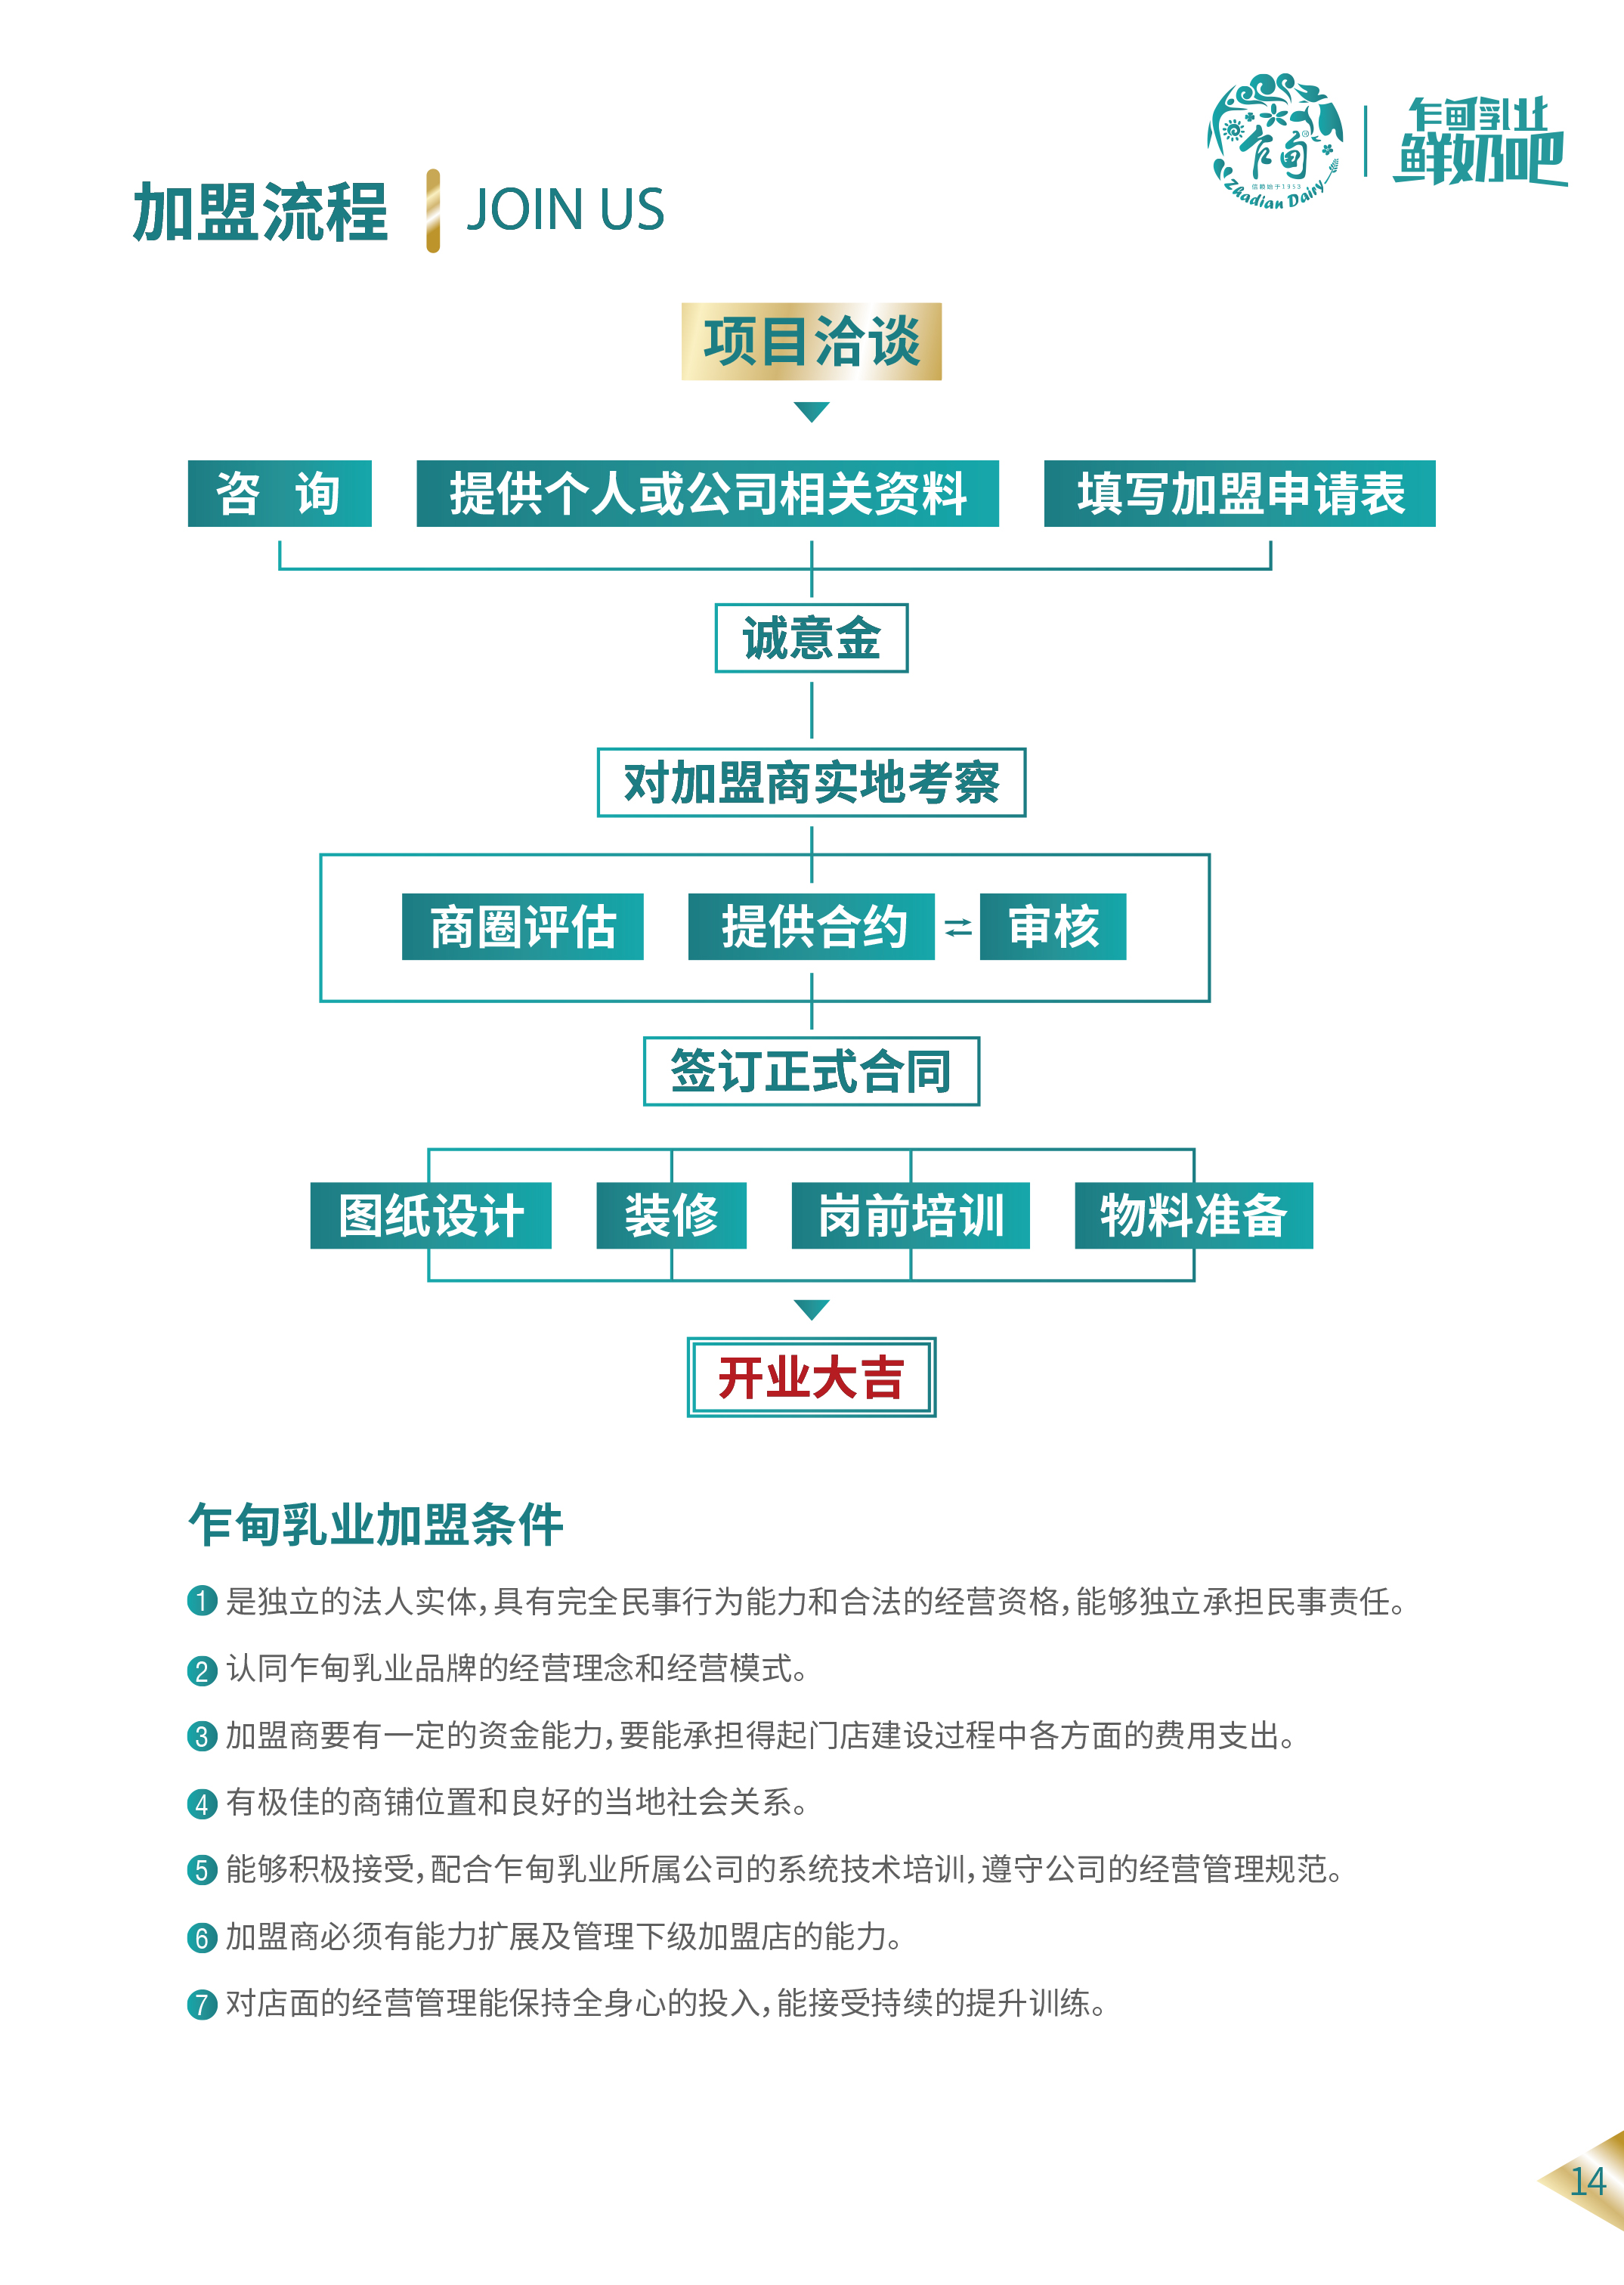 乍甸乳业
鲜奶吧
乍甸®
信赖始于1953
Zhadian Dairy
加盟流程 JOIN US
项目洽谈
咨 询 提供个人或公司相关资料 填写加盟申请表
诚意金
对加盟商实地考察
商圈评估 提供合约 审核
签订正式合同
图纸设计 装修 岗前培训 物料准备
开业大吉
乍甸乳业加盟条件
1 是独立的法人实体，具有完全民事行为能力和合法的经营资格，能够独立承担民事责任。
2 认同乍甸乳业品牌的经营理念和经营模式。
3 加盟商要有一定的资金能力，要能承担得起门店建设过程中各方面的费用支出。
4 有极佳的商铺位置和良好的当地社会关系。
5 能够积极接受，配合乍甸乳业所属公司的系统技术培训，遵守公司的经营管理规范。
6 加盟商必须有能力扩展及管理下级加盟店的能力。
7 对店面的经营管理能保持全身心的投入，能接受持续的提升训练。
14